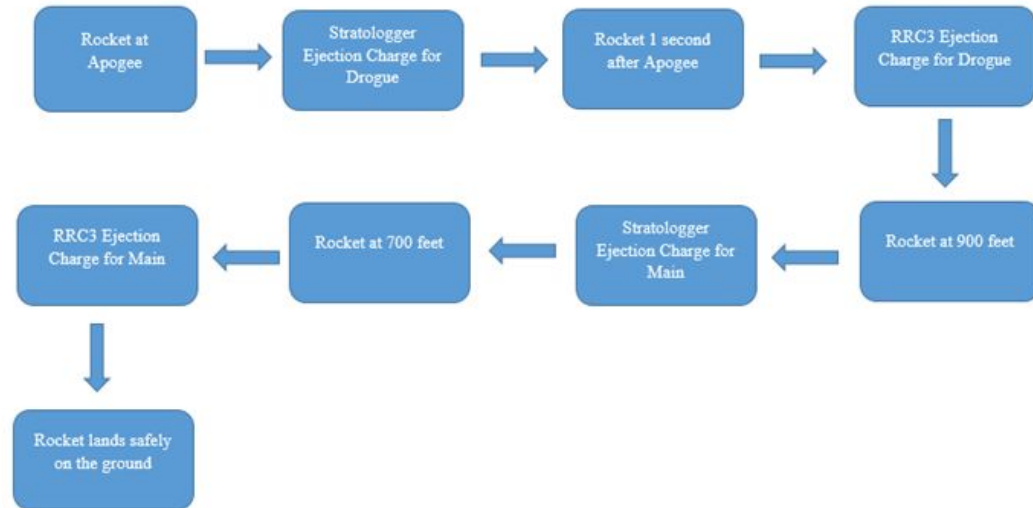 Rocket at
Apogee
Stratologger
Ejection Charge for
Drogue
Rocket 1 second
after Apogee
RRC3 Ejection
Charge for Drogue
Rocket at 900 feet
Stratologger
Ejection Charge for
Main
Rocket at 700 feet
RRC3 Ejection
Charge for Main
Rocket lands safely
on the ground